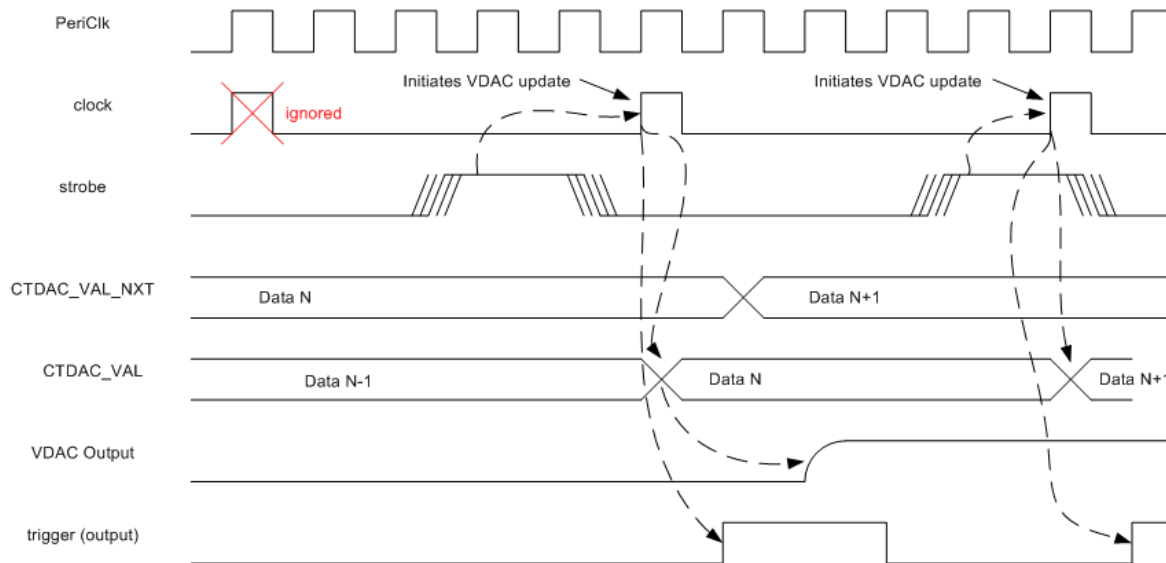 PeriClk
Initiates VDAC update
Initiates VDAC update
clock
ignored
strobe
CTDAC_VAL_NXT
Data N
Data N+1
CTDAC_VAL
Data N-1
Data N
Data N+1
VDAC Output
trigger (output)